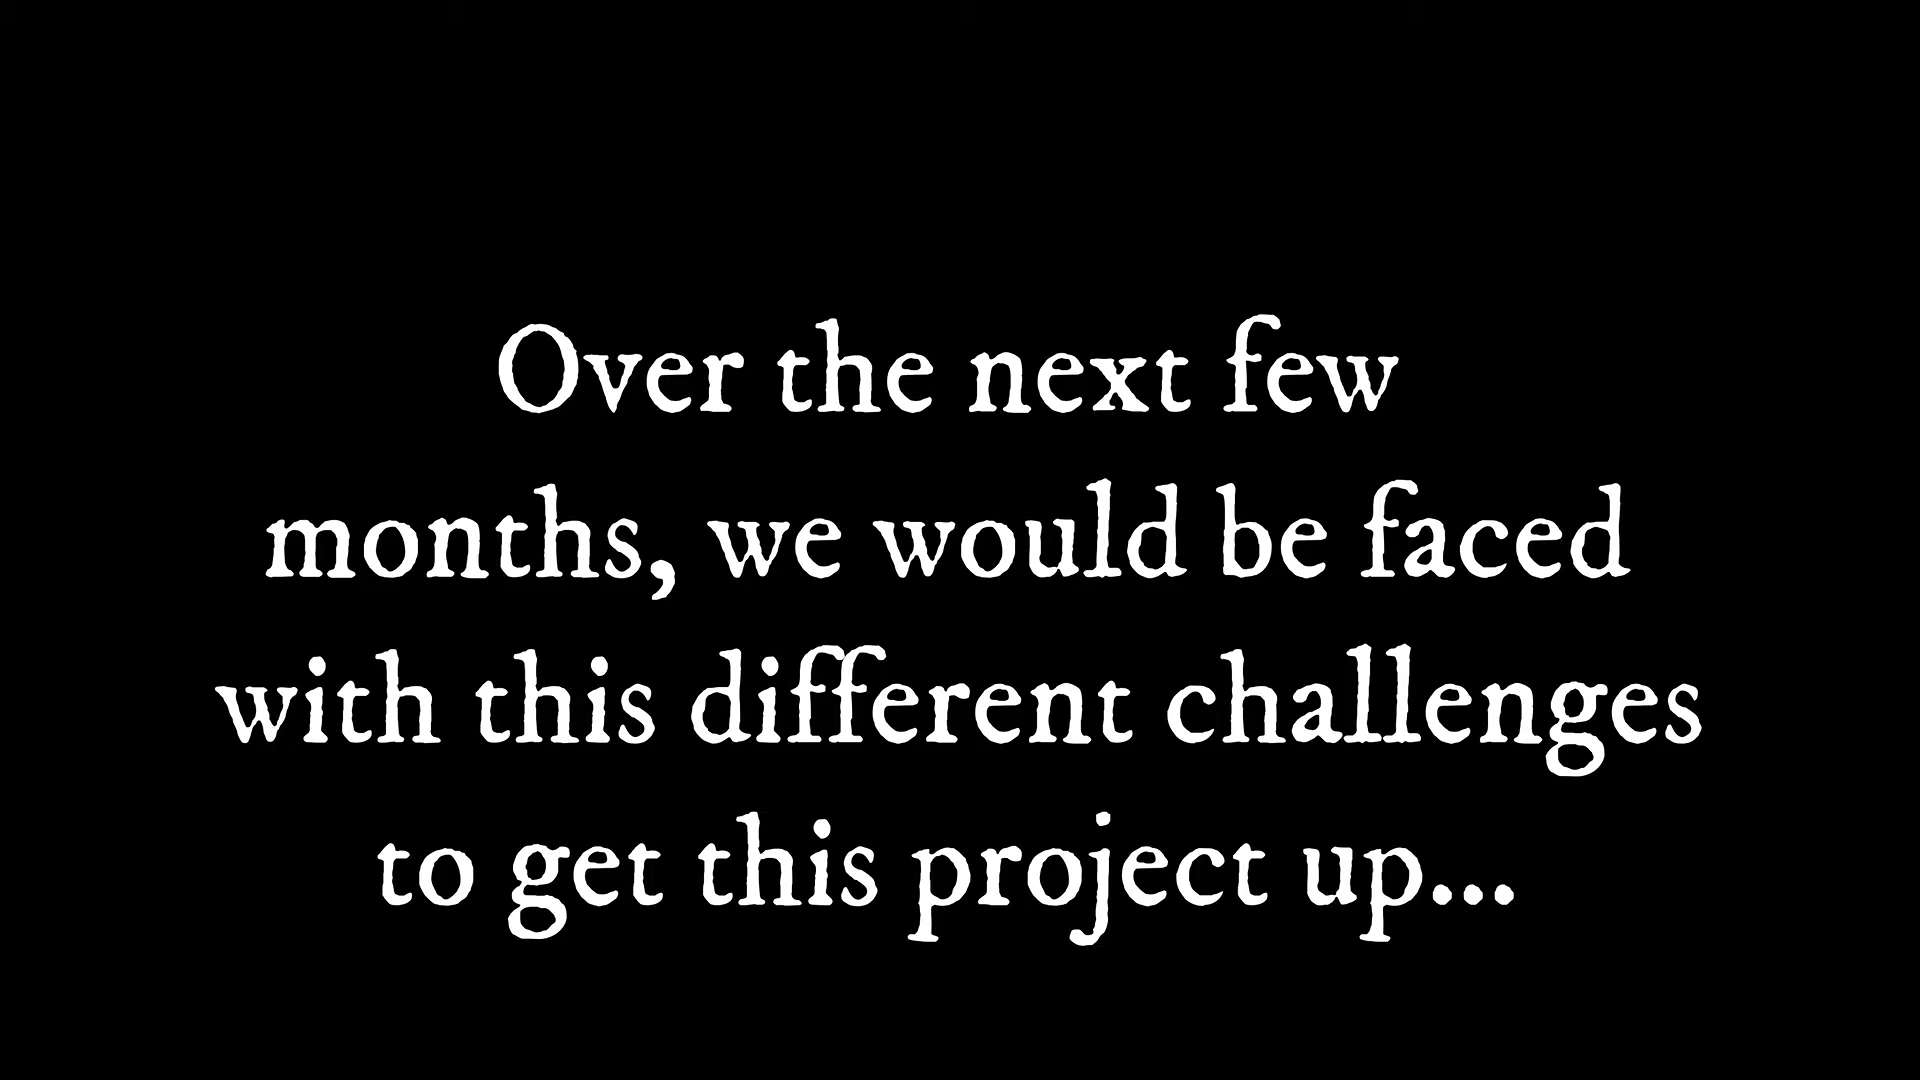 Over the next few
months, we would be faced
with this different challenges
to get this project up...